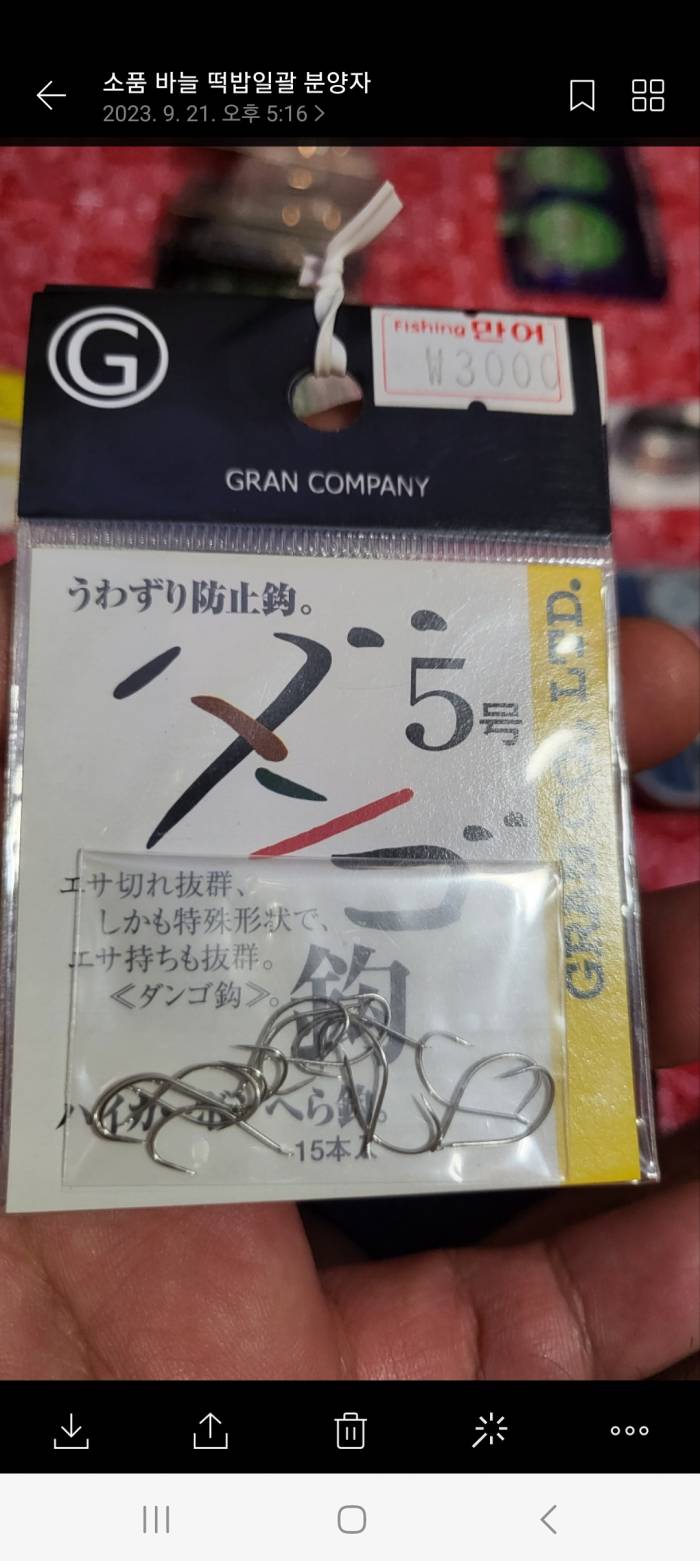 소품 바늘 떡밥일괄 분양자
2023. 9. 21. 오후 5:16 >
G
Fishing 만어
₩3000
GRAN COMPANY
うわずり防止鈎。
ダンゴ鈎
5号
GRAN CO., LTD.
エサ切れ抜群、
しかも特殊形状で、
エサ持ちも抜群。
≪ダンゴ鈎≫。
へら鈎。
15本入